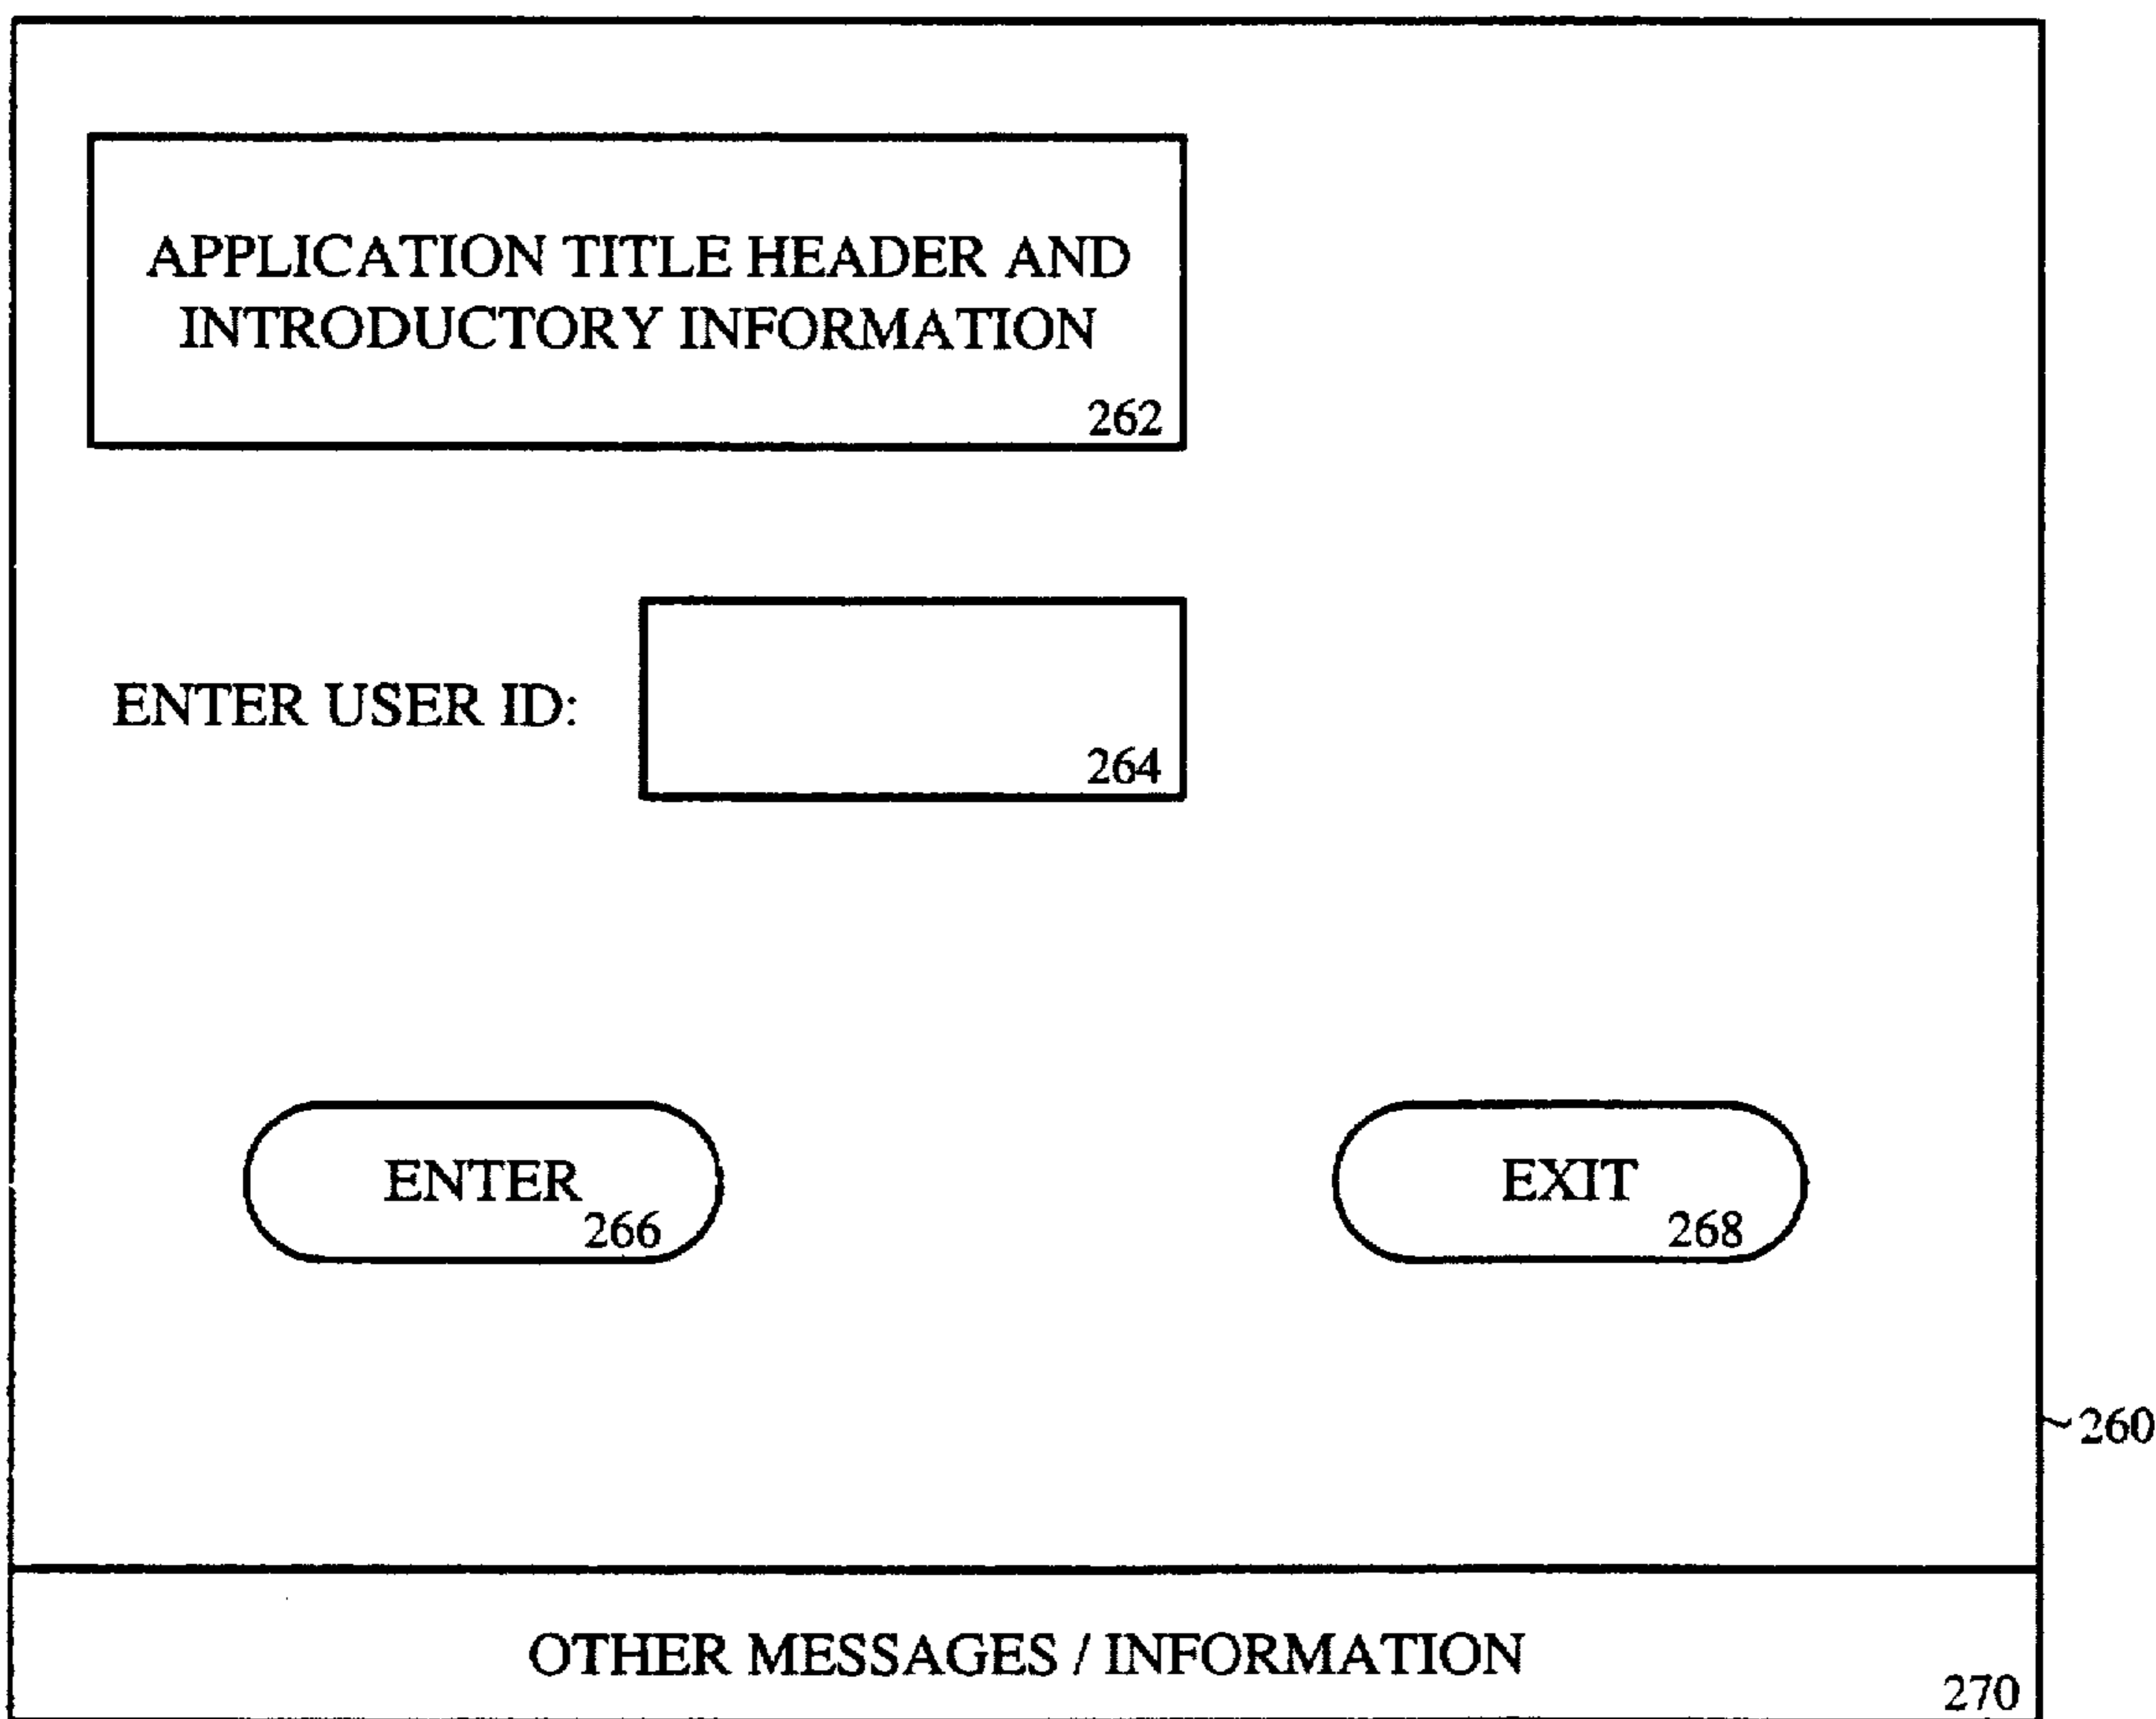 APPLICATION TITLE HEADER AND
INTRODUCTORY INFORMATION
262
ENTER USER ID:
264
ENTER
266
EXIT
268
260
OTHER MESSAGES / INFORMATION
270